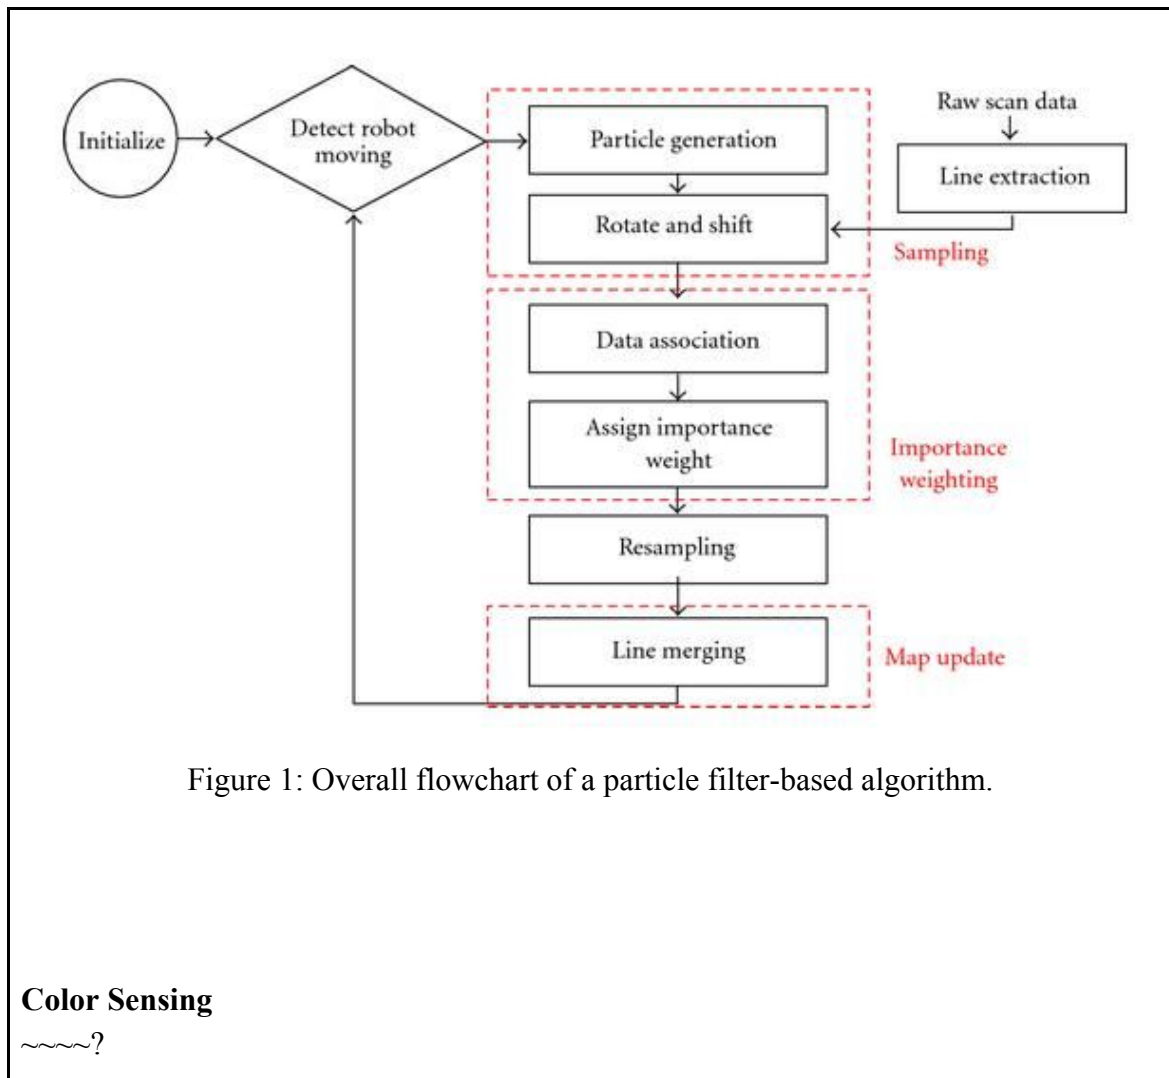 Initialize
Detect robot
moving
Particle generation
Rotate and shift
Raw scan data
Line extraction
Sampling
Data association
Assign importance
weight
Importance
weighting
Resampling
Line merging
Map update
Figure 1: Overall flowchart of a particle filter-based algorithm.
Color Sensing
~~~~?